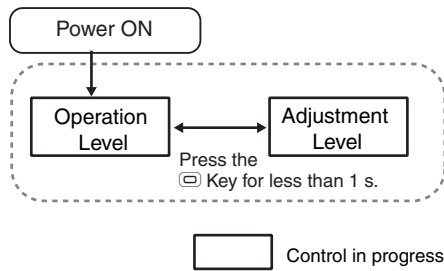 Power ON
Operation
Level
Adjustment
Level
Press the
Key for less than 1 s.
Control in progress